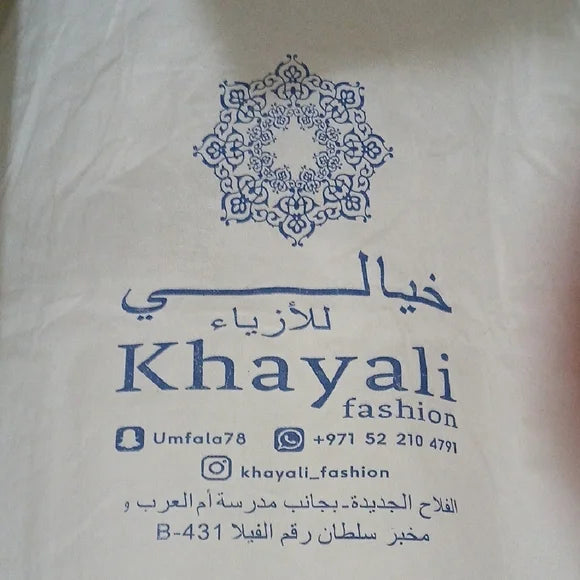 خيالي
للأزياء
Khayali
fashion
Umfala78 +971 52 210 4791
khayali_fashion
الفلاح الجديدة - بجانب مدرسة أم العرب و
مخبز سلطان رقم الفيلا B-431